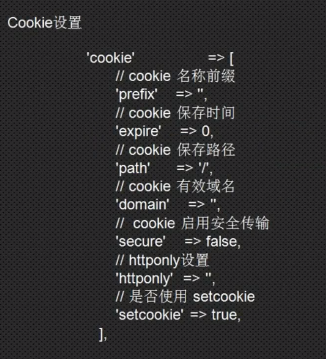 Cookie设置
'cookie' => [
// cookie 名称前缀
'prefix' => '',
// cookie 保存时间
'expire' => 0,
// cookie 保存路径
'path' => '/',
// cookie 有效域名
'domain' => '',
// cookie 启用安全传输
'secure' => false,
// httponly设置
'httponly' => '',
// 是否使用 setcookie
'setcookie' => true,
],